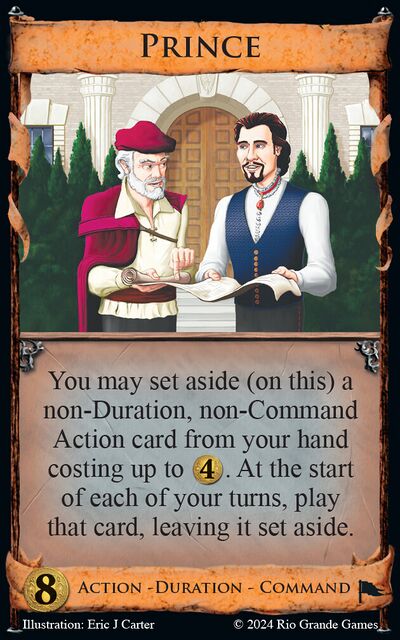 PRINCE
You may set aside (on this) a
non-Duration, non-Command
Action card from your hand
costing up to 4. At the start
of each of your turns, play
that card, leaving it set aside.
8 ACTION -DURATION - COMMAND
Illustration: Eric J Carter © 2024 Rio Grande Games